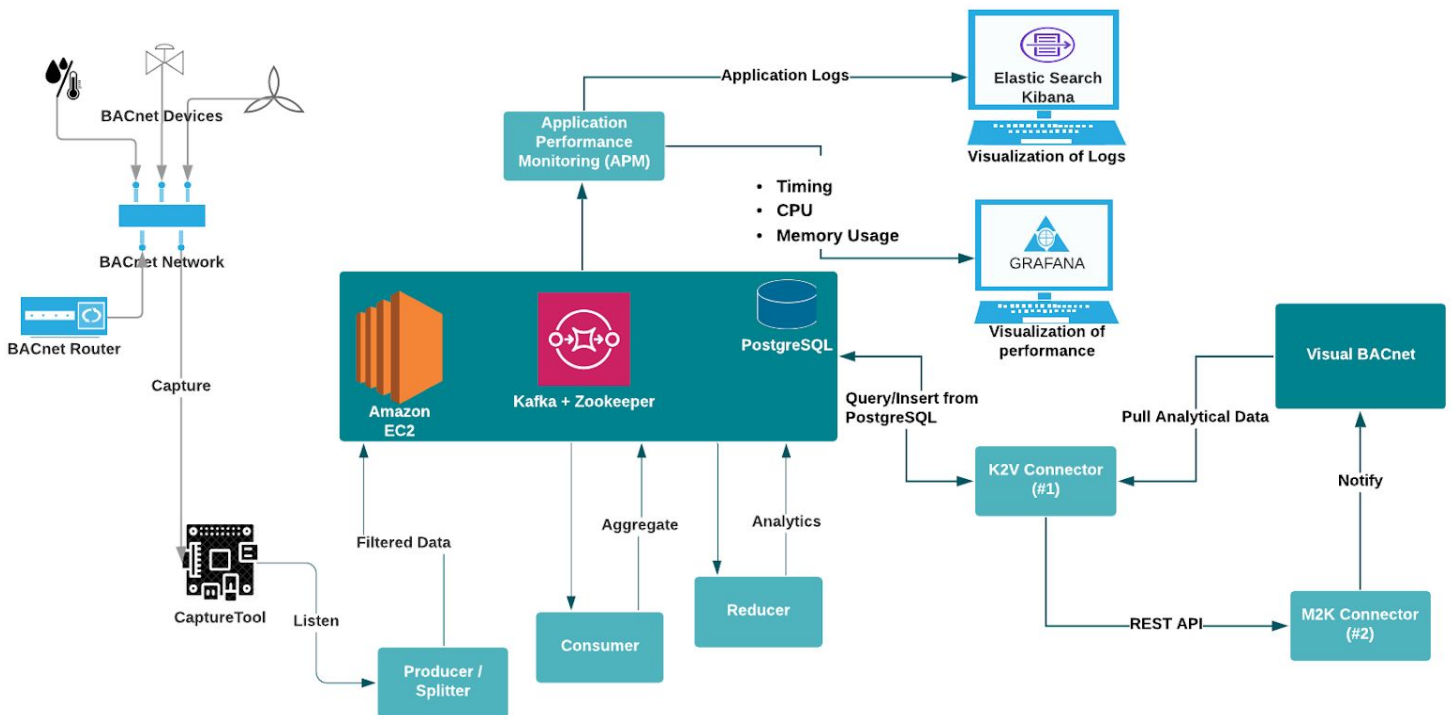 BACnet Devices
BACnet Network
BACnet Router
Capture
CaptureTool
Listen
Producer /
Splitter
Filtered Data
Amazon
EC2
Kafka + Zookeeper
PostgreSQL
Consumer
Aggregate
Reducer
Analytics
Application
Performance
Monitoring (APM)
Application Logs
Elastic Search
Kibana
Visualization of Logs
• Timing
• CPU
• Memory Usage
GRAFANA
Visualization of
performance
Query/Insert from
PostgreSQL
K2V Connector
(#1)
Pull Analytical Data
Visual BACnet
Notify
REST API
M2K Connector
(#2)